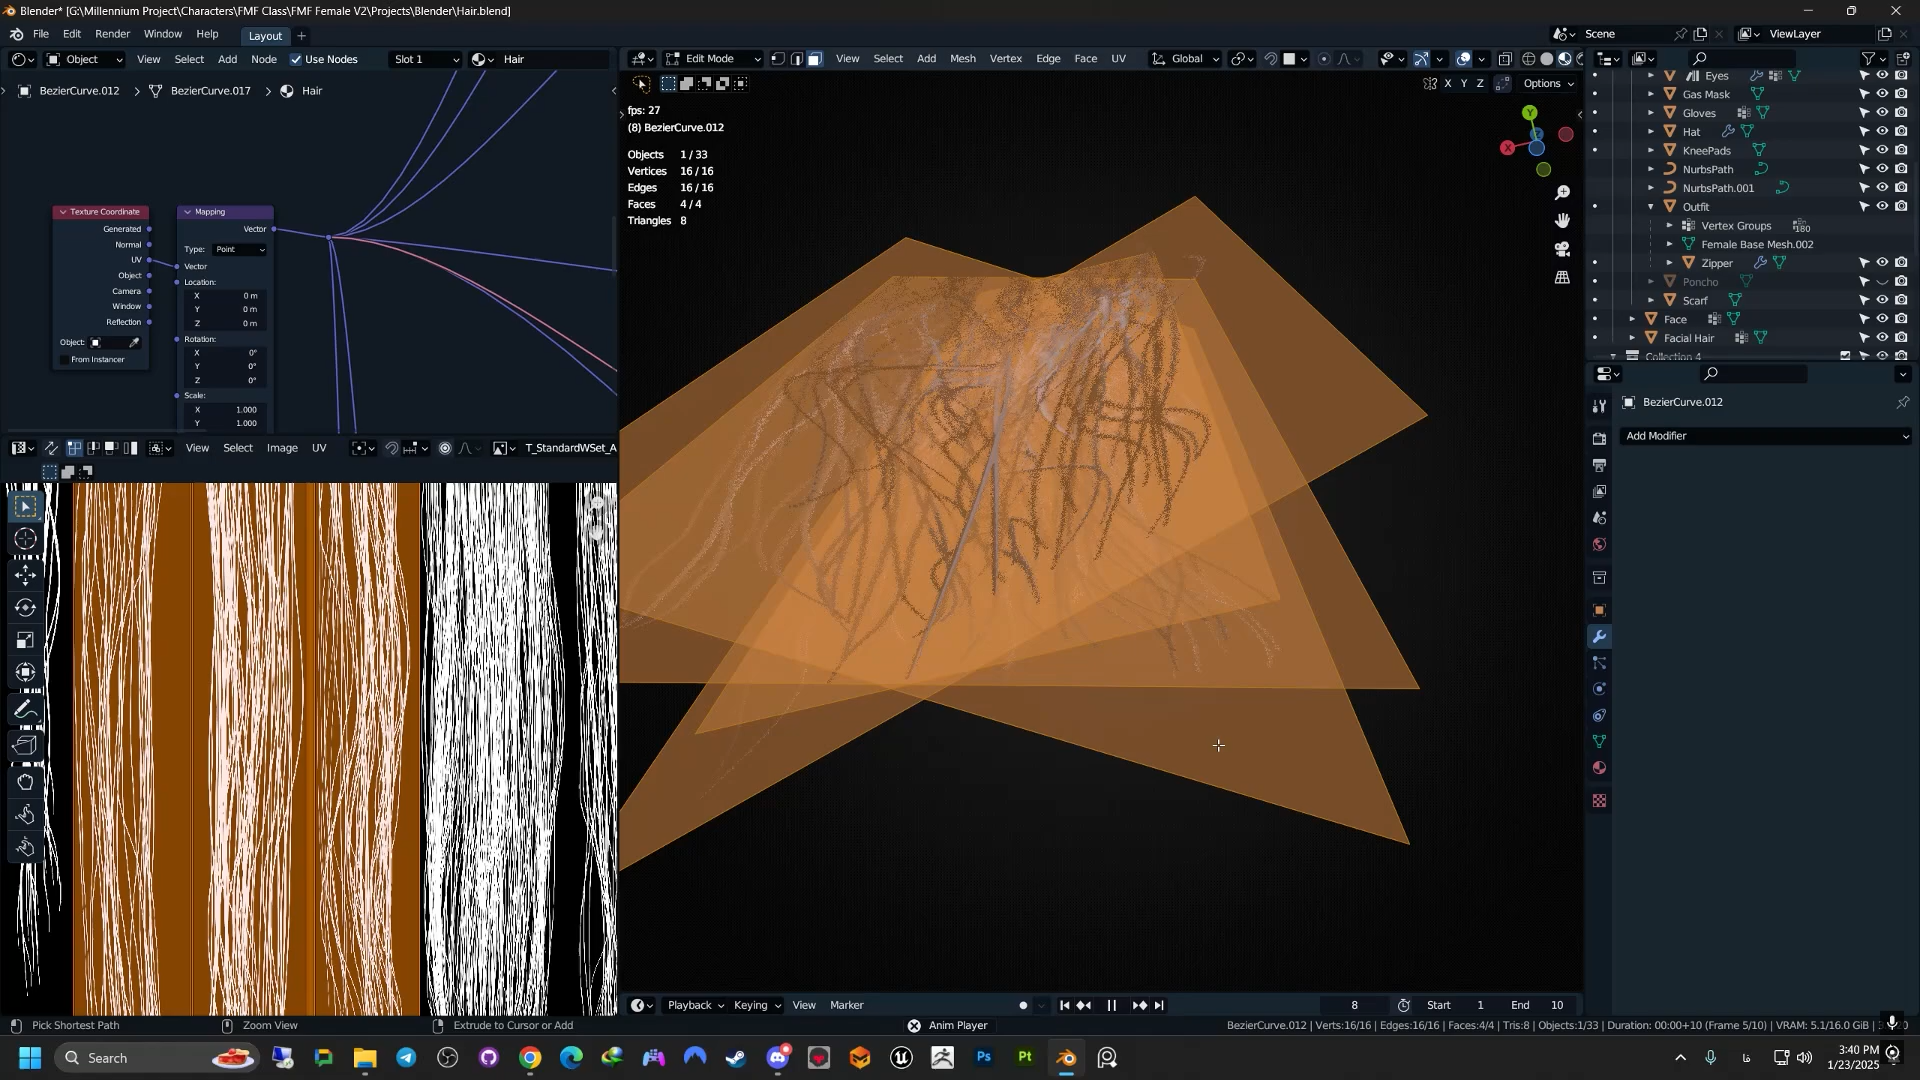 Blender* [G:\Millennium Project\Characters\FMF Class\FMF Female V2\Projects\Blender\Hair.blend]
File Edit Render Window Help Layout +
Scene
ViewLayer
Object View Select Add Node Use Nodes Slot 1 Hair
Edit Mode View Select Add Mesh Vertex Edge Face UV Global
X Y Z Options
BezierCurve.012 > BezierCurve.017 > Hair
fps: 27
(8) BezierCurve.012
Objects 1 / 33
Vertices 16 / 16
Edges 16 / 16
Faces 4 / 4
Triangles 8
Y
X
Texture Coordinate
Generated
Normal
UV
Object
Camera
Window
Reflection
Object:
From Instancer
Mapping
Vector
Type: Point
Vector
Location:
X 0 m
Y 0 m
Z 0 m
Rotation:
X 0°
Y 0°
Z 0°
Scale:
X 1.000
Y 1.000
Eyes
Gas Mask
Gloves
Hat
KneePads
NurbsPath
NurbsPath.001
Outfit
Vertex Groups 180
Female Base Mesh.002
Zipper
Poncho
Scarf
Face
Facial Hair
Collection 4
BezierCurve.012
Add Modifier
View Select Image UV T_StandardWSet_A
Playback Keying View Marker 8 Start 1 End 10
Pick Shortest Path Zoom View Extrude to Cursor or Add Anim Player BezierCurve.012 | Verts:16/16 | Edges:16/16 | Faces:4/4 | Tris:8 | Objects:1/33 | Duration: 00:00+10 (Frame 5/10) | VRAM: 5.1/16.0 GiB |
Search
Ps Pt
فا
3:40 PM
1/23/2025